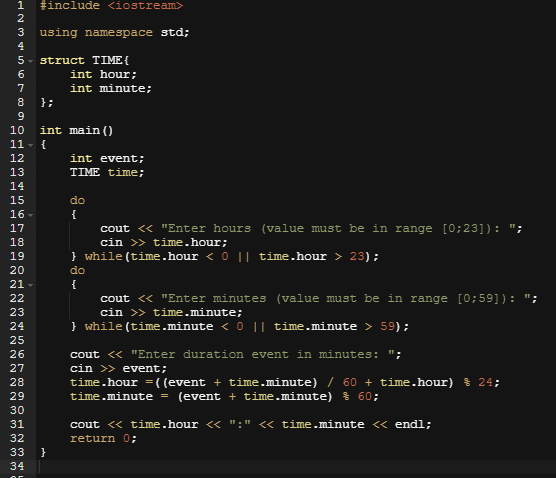 1 #include <iostream>
2
3 using namespace std;
4
5 struct TIME{
6     int hour;
7     int minute;
8 };
9
10 int main()
11 {
12     int event;
13     TIME time;
14
15     do
16     {
17         cout << "Enter hours (value must be in range [0;23]): ";
18         cin >> time.hour;
19     } while(time.hour < 0 || time.hour > 23);
20     do
21     {
22         cout << "Enter minutes (value must be in range [0;59]): ";
23         cin >> time.minute;
24     } while(time.minute < 0 || time.minute > 59);
25
26     cout << "Enter duration event in minutes: ";
27     cin >> event;
28     time.hour =((event + time.minute) / 60 + time.hour) % 24;
29     time.minute = (event + time.minute) % 60;
30
31     cout << time.hour << ":" << time.minute << endl;
32     return 0;
33 }
34